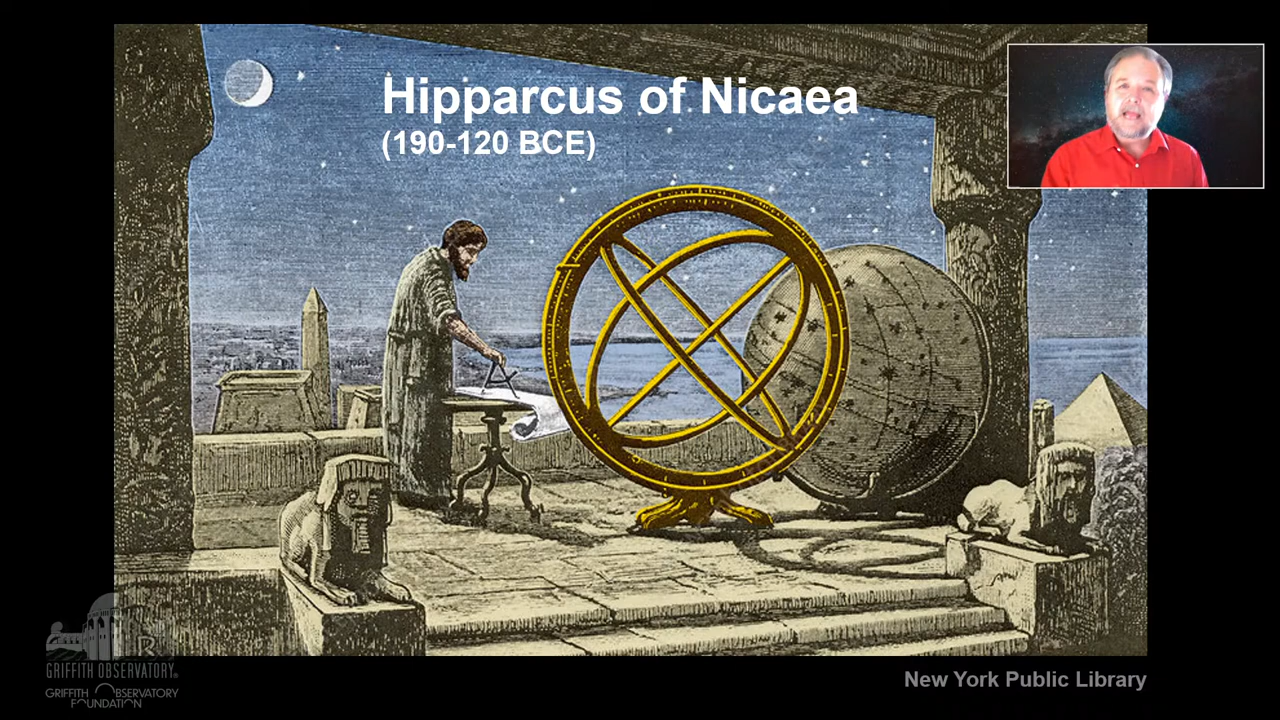 Hipparcus of Nicaea
(190-120 BCE)
GRIFFITH OBSERVATORY®
GRIFFITH OBSERVATORY
FOUNDATION
New York Public Library